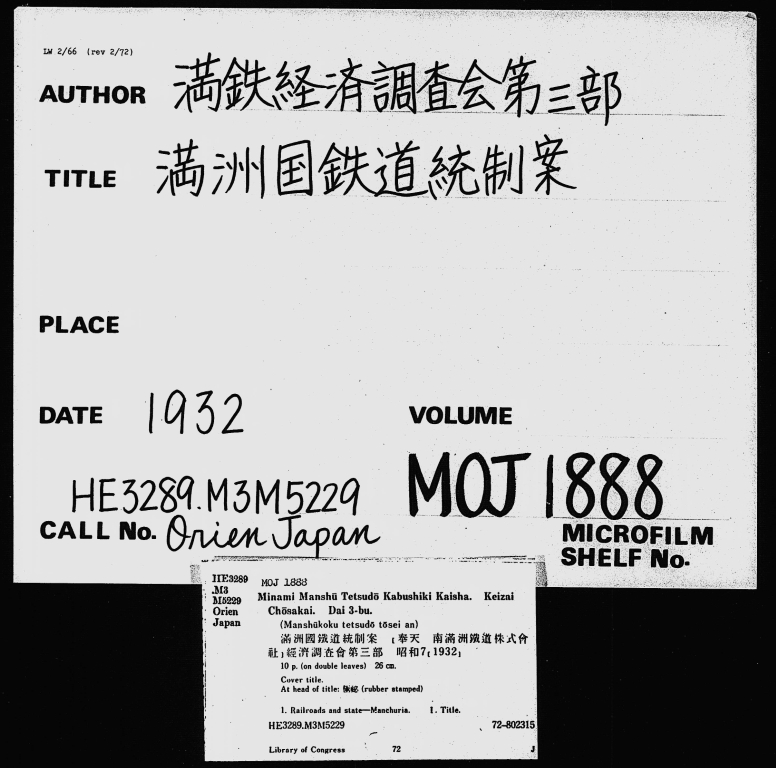 LW 2/66 (rev 2/72)
AUTHOR 満鉄経済調査会第三部
TITLE 満洲国鉄道統制案
PLACE
DATE 1932
VOLUME
HE3289.M3M5229
MOJ 1888
CALL No. Orien Japan
MICROFILM
SHELF No.
HE3289 MOJ 1888
.M3 Minami Manshū Tetsudō Kabushiki Kaisha. Keizai
M5229 Chōsakai. Dai 3-bu.
Orien (Manshūkoku tetsudō tōsei an)
Japan 滿洲國鐵道統制案 [奉天 南滿洲鐵道株式會
社]經濟調査會第三部 昭和7[1932]
10 p. (on double leaves) 26 cm.
Cover title.
At head of title: 極祕 (rubber stamped)
1. Railroads and state—Manchuria. I. Title.
HE3289.M3M5229 72-802315
Library of Congress 72 J